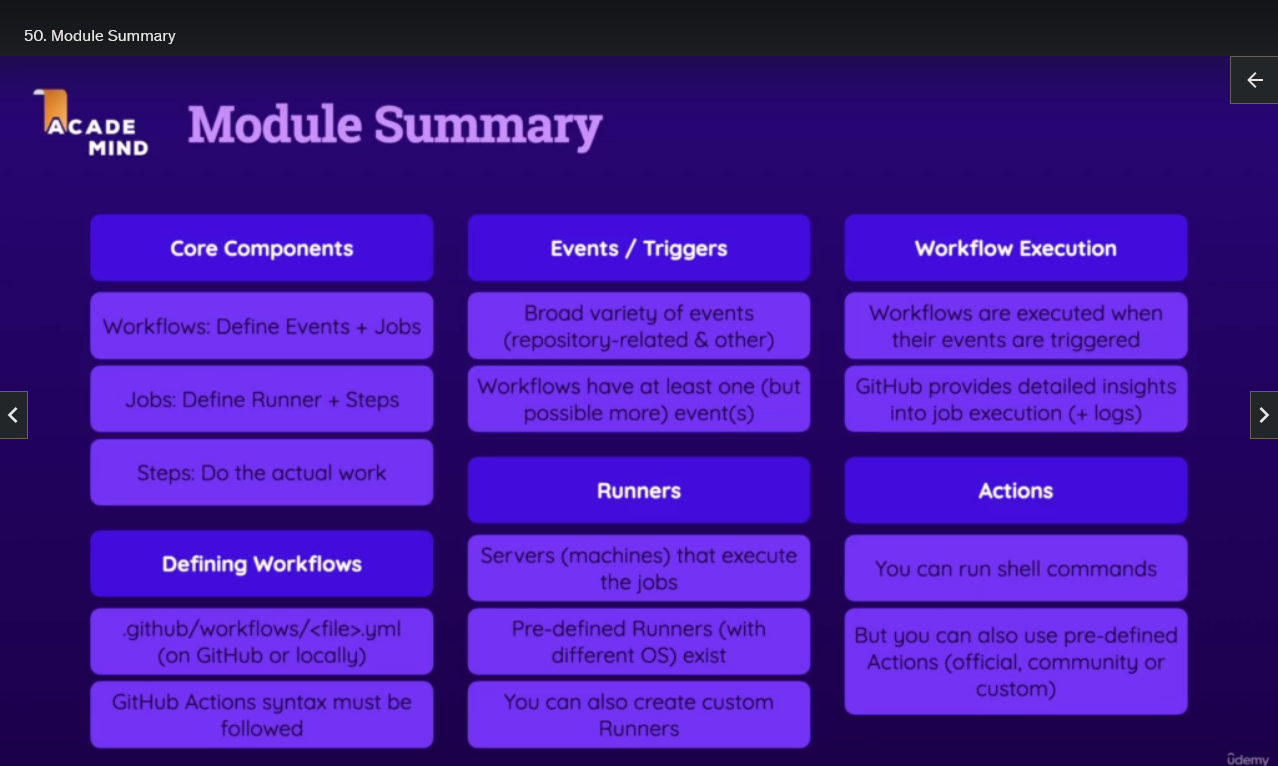 50. Module Summary
ACADE
MIND
Module Summary
Core Components
Workflows: Define Events + Jobs
Jobs: Define Runner + Steps
Steps: Do the actual work
Defining Workflows
.github/workflows/<file>.yml
(on GitHub or locally)
GitHub Actions syntax must be
followed
Events / Triggers
Broad variety of events
(repository-related & other)
Workflows have at least one (but
possible more) event(s)
Runners
Servers (machines) that execute
the jobs
Pre-defined Runners (with
different OS) exist
You can also create custom
Runners
Workflow Execution
Workflows are executed when
their events are triggered
GitHub provides detailed insights
into job execution (+ logs)
Actions
You can run shell commands
But you can also use pre-defined
Actions (official, community or
custom)
ûdemy